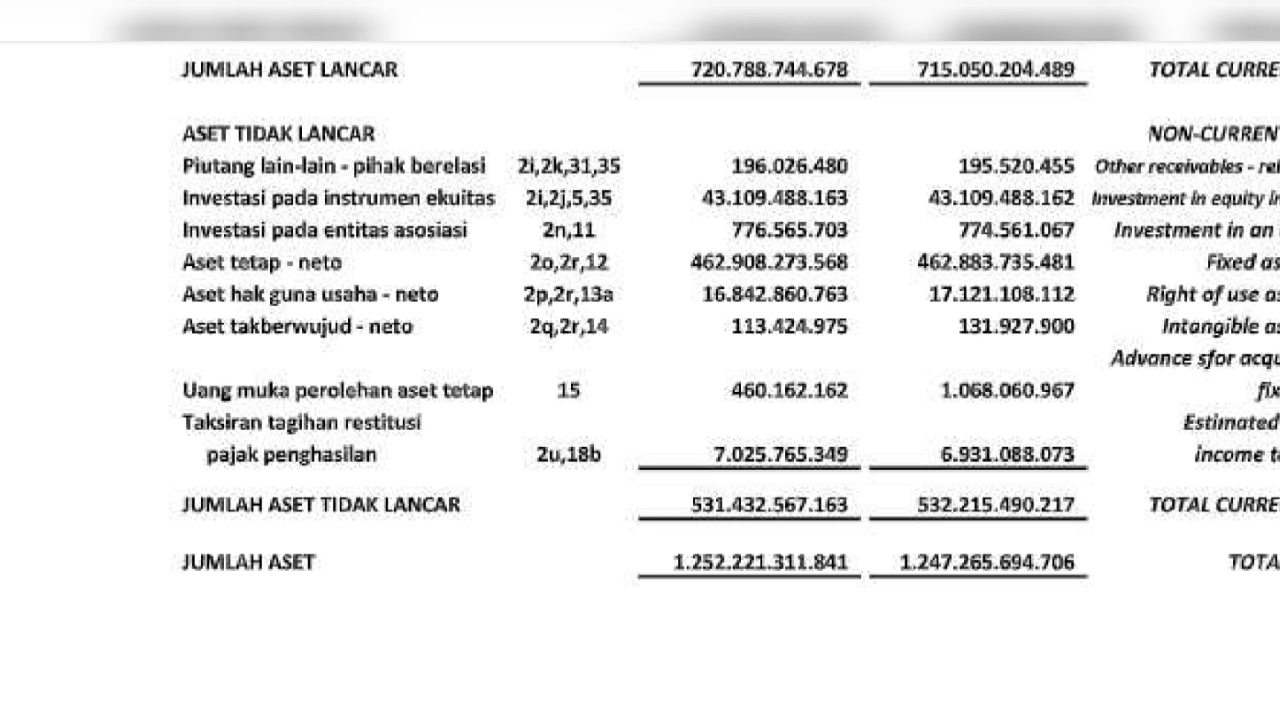 JUMLAH ASET LANCAR 720.788.744.678 715.050.204.489 TOTAL CURRE
ASET TIDAK LANCAR NON-CURREN
Piutang lain-lain - pihak berelasi 2i,2k,31,35 196.026.480 195.520.455 Other receivables - rel
Investasi pada instrumen ekuitas 2i,2j,5,35 43.109.488.163 43.109.488.162 Investment in equity in
Investasi pada entitas asosiasi 2n,11 776.565.703 774.561.067 Investment in an
Aset tetap - neto 2o,2r,12 462.908.273.568 462.883.735.481 Fixed as
Aset hak guna usaha - neto 2p,2r,13a 16.842.860.763 17.121.108.112 Right of use as
Aset takberwujud - neto 2q,2r,14 113.424.975 131.927.900 Intangible as
Advance sfor acqu
Uang muka perolehan aset tetap 15 460.162.162 1.068.060.967 fix
Taksiran tagihan restitusi Estimated
pajak penghasilan 2u,18b 7.025.765.349 6.931.088.073 income ta
JUMLAH ASET TIDAK LANCAR 531.432.567.163 532.215.490.217 TOTAL CURRE
JUMLAH ASET 1.252.221.311.841 1.247.265.694.706 TOTA